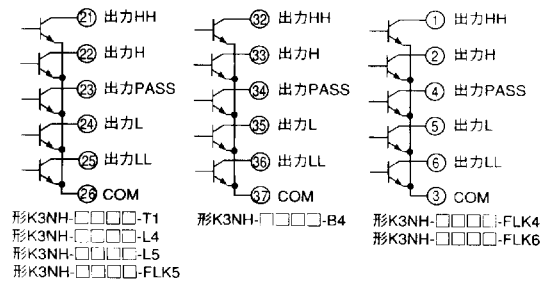 21 出力HH
22 出力H
23 出力PASS
24 出力L
25 出力LL
26 COM
形K3NH-□□□□-T1
形K3NH-□□□□-L4
形K3NH-□□□□-L5
形K3NH-□□□□-FLK5
32 出力HH
33 出力H
34 出力PASS
35 出力L
36 出力LL
37 COM
形K3NH-□□□□-B4
1 出力HH
2 出力H
4 出力PASS
5 出力L
6 出力LL
3 COM
形K3NH-□□□□-FLK4
形K3NH-□□□□-FLK6